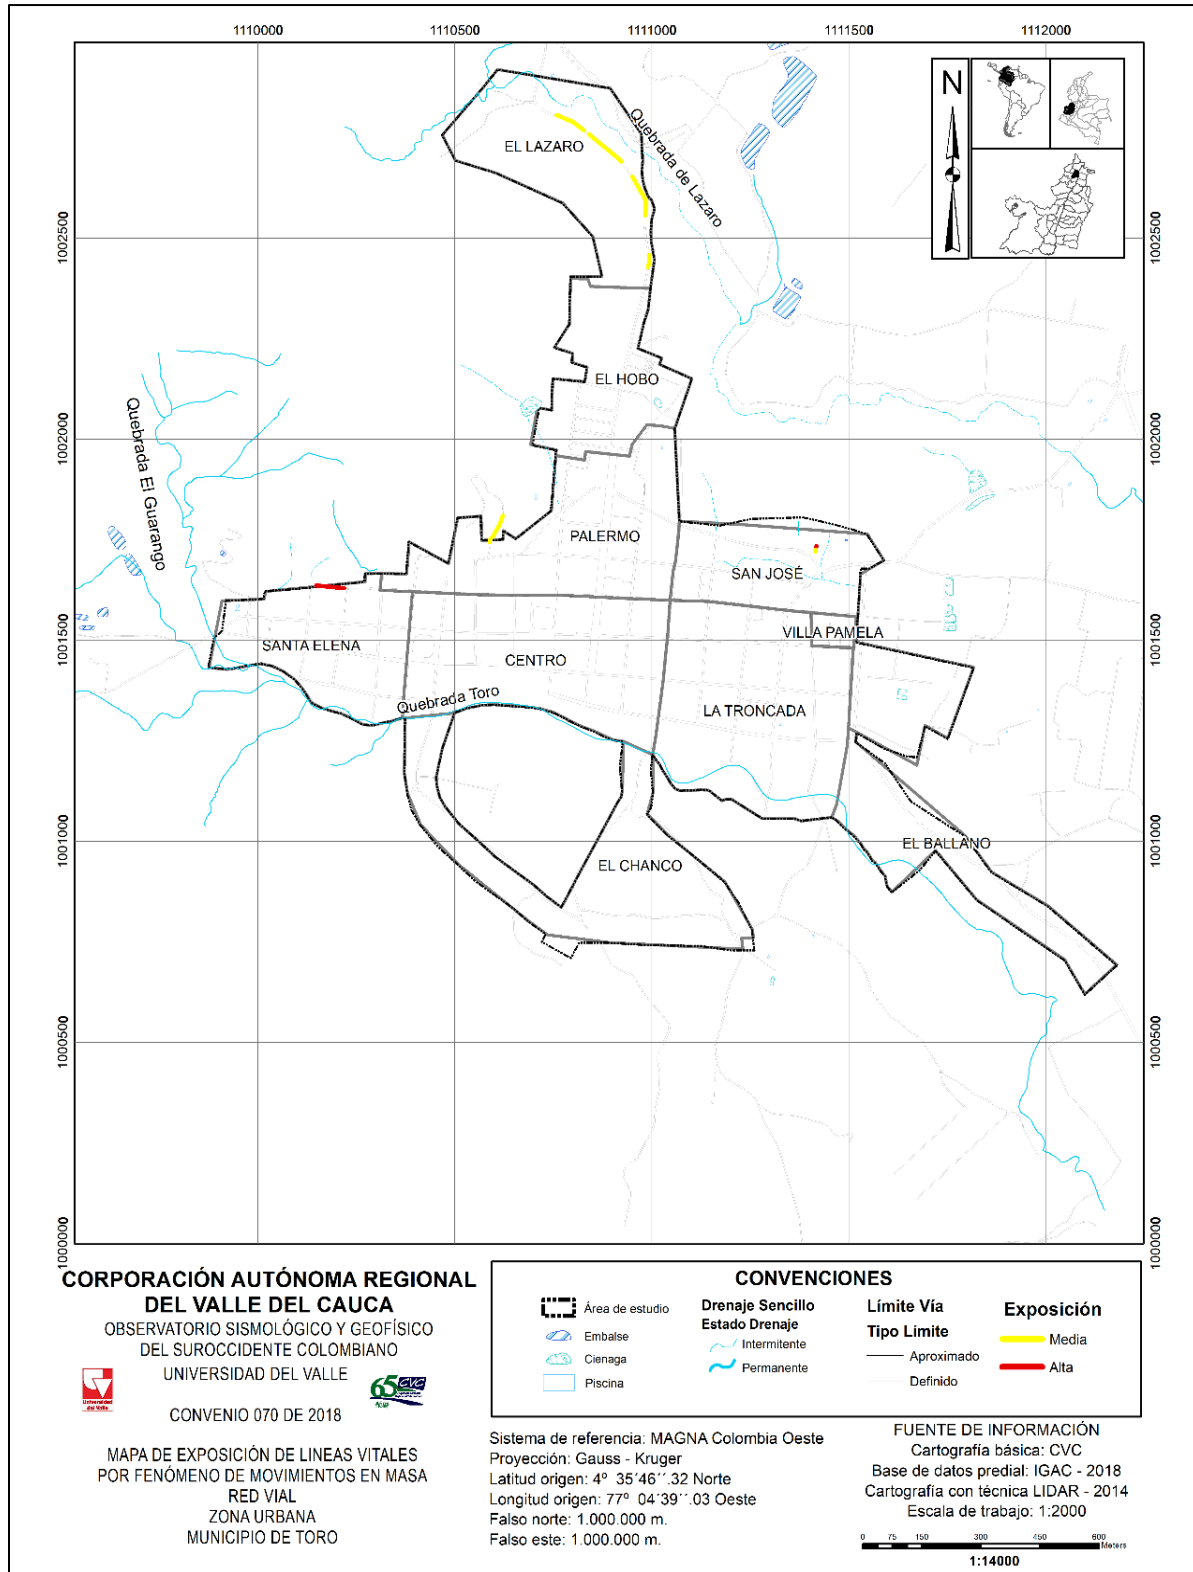 1110000
1110500
1111000
1111500
1112000
N
EL LAZARO
Quebrada de Lazaro
1002500
1002500
EL HOBO
1002000
1002000
Quebrada El Guarango
PALERMO
SAN JOSÉ
VILLA PAMELA
1001500
1001500
SANTA ELENA
CENTRO
Quebrada Toro
LA TRONCADA
1001000
1001000
EL BALLANO
EL CHANCO
1000500
1000500
1000000
1000000
CORPORACIÓN AUTÓNOMA REGIONAL
DEL VALLE DEL CAUCA
OBSERVATORIO SISMOLÓGICO Y GEOFÍSICO
DEL SUROCCIDENTE COLOMBIANO
UNIVERSIDAD DEL VALLE
Universidad
del Valle
65 CVC
CONVENIO 070 DE 2018
MAPA DE EXPOSICIÓN DE LINEAS VITALES
POR FENÓMENO DE MOVIMIENTOS EN MASA
RED VIAL
ZONA URBANA
MUNICIPIO DE TORO
CONVENCIONES
Área de estudio
Embalse
Cienaga
Piscina
Drenaje Sencillo
Estado Drenaje
Intermitente
Permanente
Límite Vía
Tipo Limite
Aproximado
Definido
Exposición
Media
Alta
Sistema de referencia: MAGNA Colombia Oeste
Proyección: Gauss - Kruger
Latitud origen: 4º 35'46´´.32 Norte
Longitud origen: 77º 04'39´´.03 Oeste
Falso norte: 1.000.000 m.
Falso este: 1.000.000 m.
FUENTE DE INFORMACIÓN
Cartografía básica: CVC
Base de datos predial: IGAC - 2018
Cartografía con técnica LIDAR - 2014
Escala de trabajo: 1:2000
0 75 150 300 450 600
Meters
1:14000